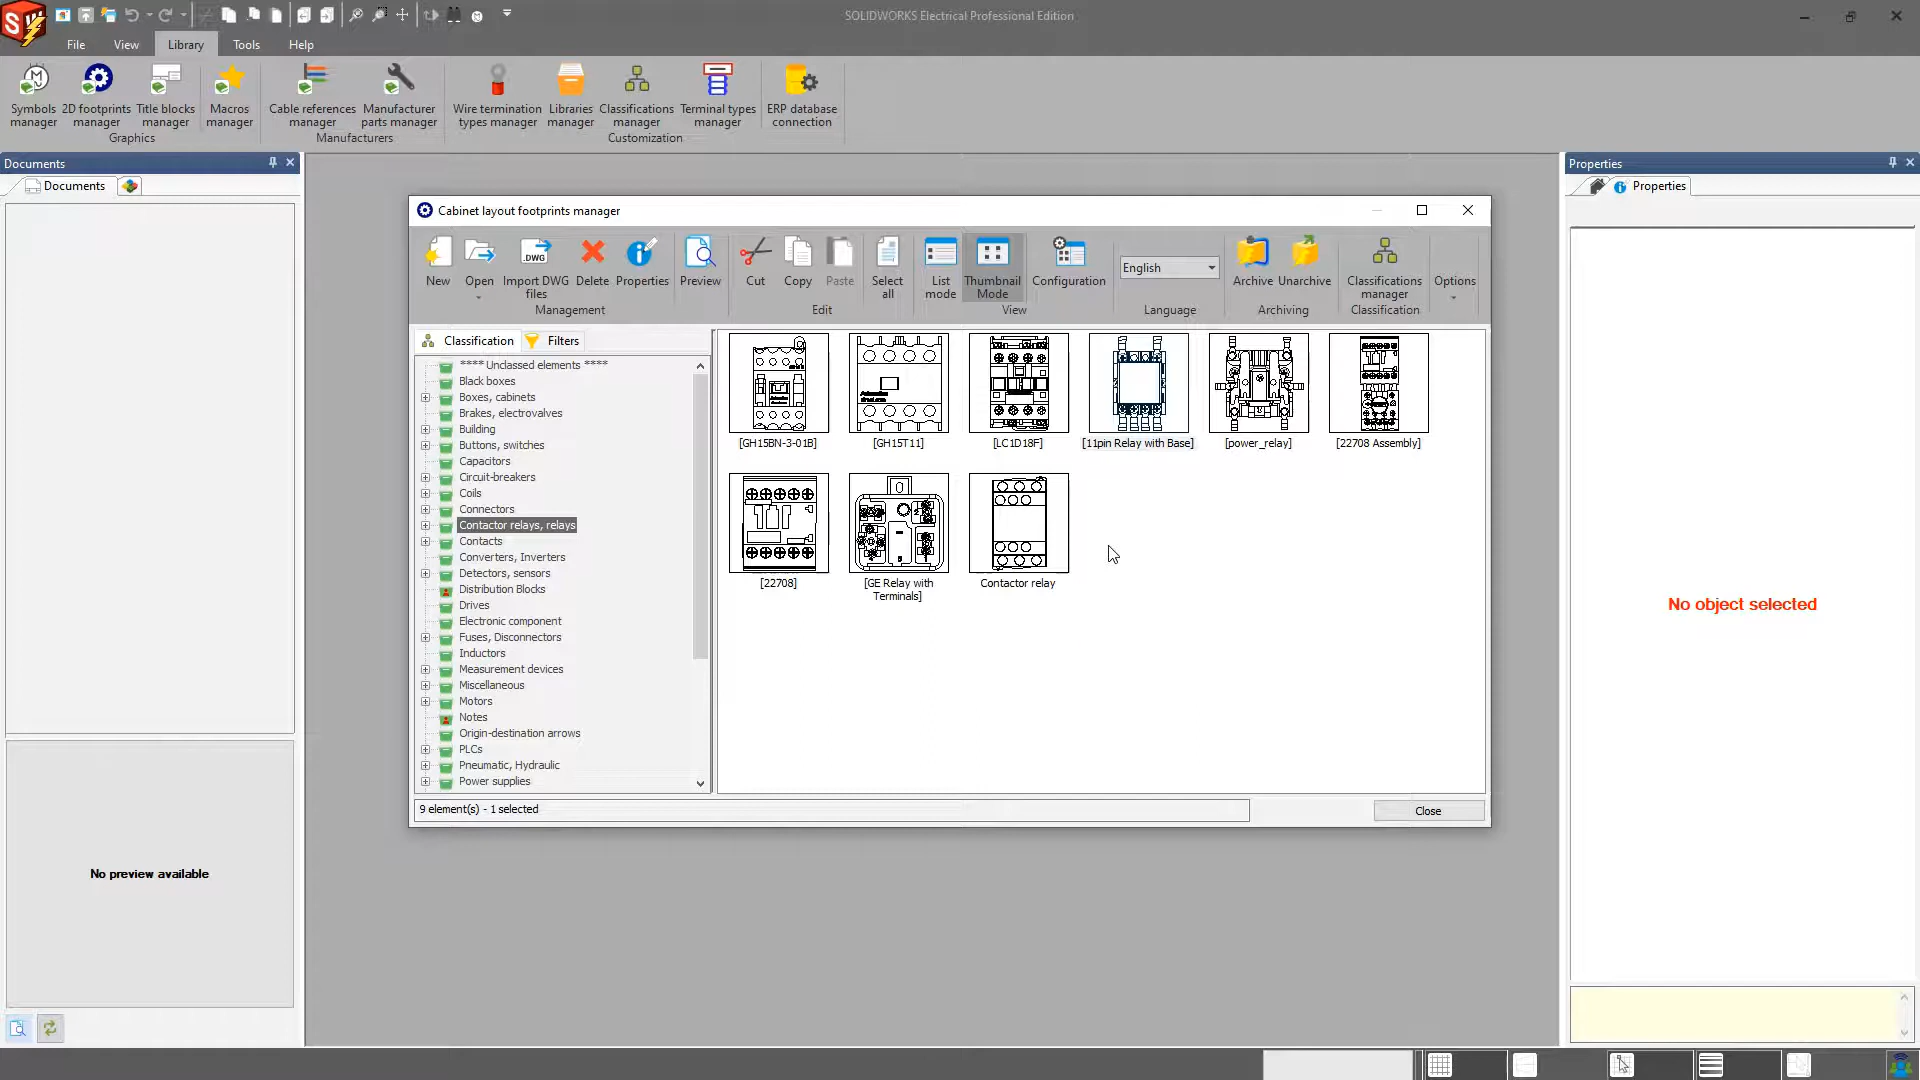 SOLIDWORKS Electrical Professional Edition
File View Library Tools Help
Symbols manager
2D footprints manager
Title blocks manager
Macros manager
Cable references manager
Manufacturer parts manager
Wire termination types manager
Libraries manager
Classifications manager
Terminal types manager
ERP database connection
Graphics
Manufacturers
Customization
Documents
Documents
No preview available
Properties
Properties
No object selected
Cabinet layout footprints manager
New
Open
Import DWG files
Delete
Properties
Preview
Cut
Copy
Paste
Select all
List mode
Thumbnail Mode
Configuration
English
Archive
Unarchive
Classifications manager
Options
Management
Edit
View
Language
Archiving
Classification
Classification
Filters
**** Unclassed elements ****
Black boxes
Boxes, cabinets
Brakes, electrovalves
Building
Buttons, switches
Capacitors
Circuit-breakers
Coils
Connectors
Contactor relays, relays
Contacts
Converters, Inverters
Detectors, sensors
Distribution Blocks
Drives
Electronic component
Fuses, Disconnectors
Inductors
Measurement devices
Miscellaneous
Motors
Notes
Origin-destination arrows
PLCs
Pneumatic, Hydraulic
Power supplies
[GH15BN-3-01B]
[GH15T11]
[LC1D18F]
[11pin Relay with Base]
[power_relay]
[22708 Assembly]
[22708]
[GE Relay with
Terminals]
Contactor relay
9 element(s) - 1 selected
Close